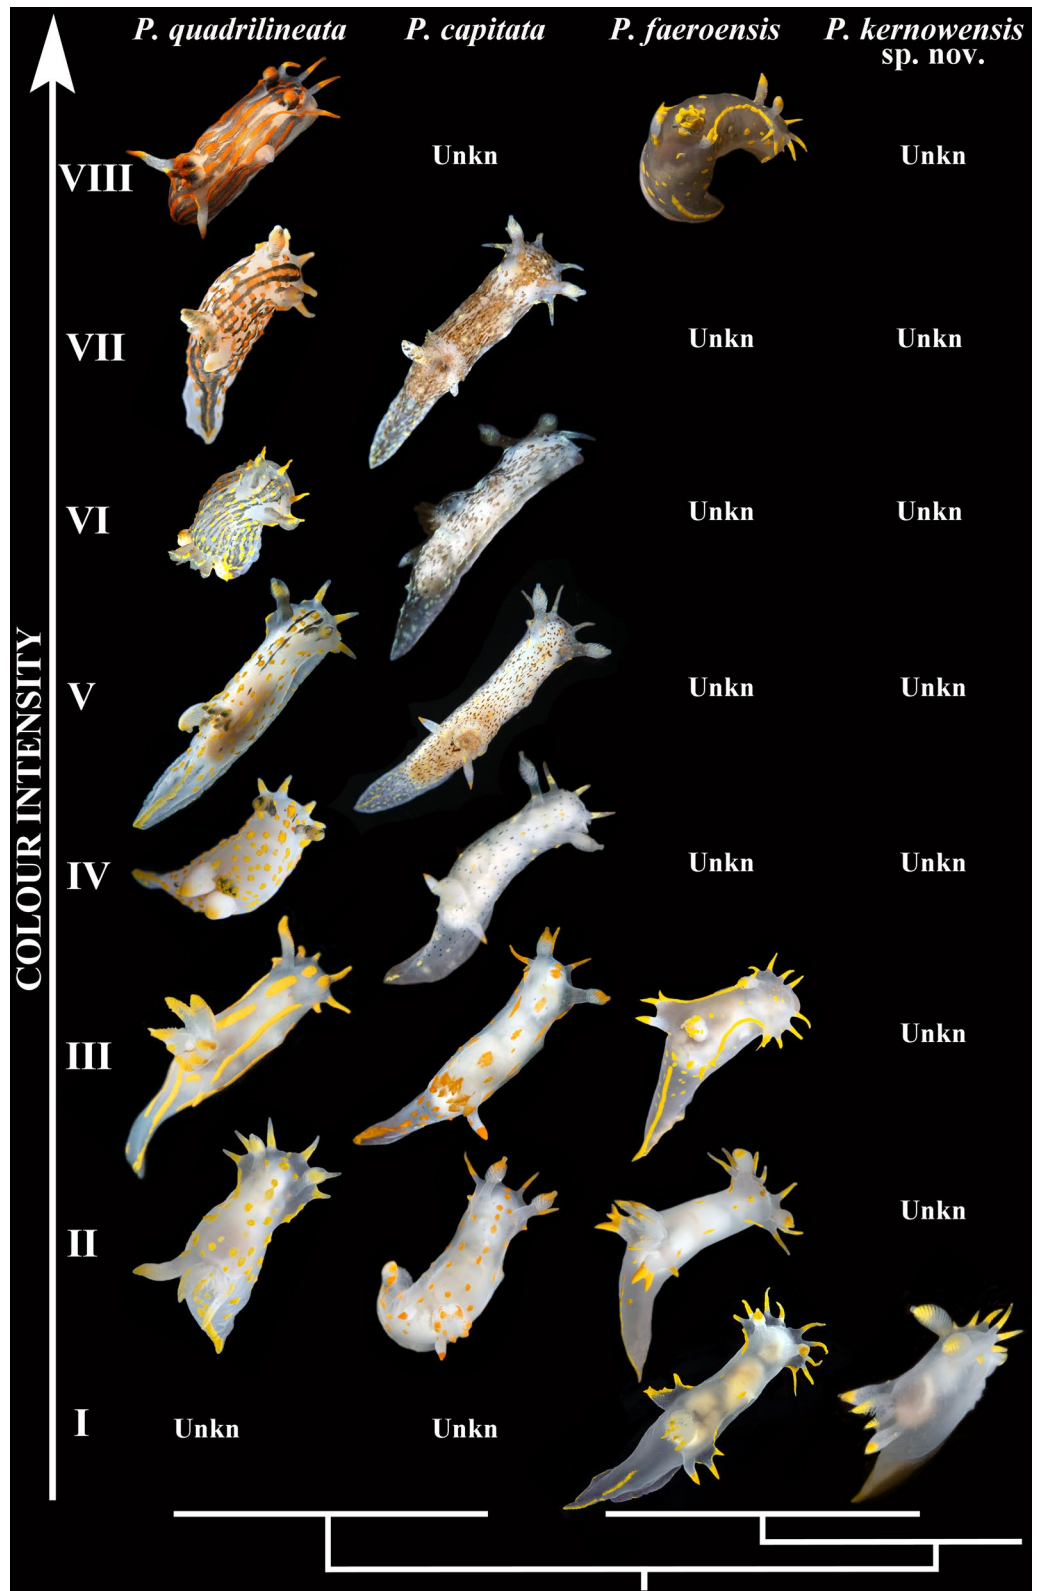 P. quadrilineata P. capitata P. faeroensis P. kernowensis
sp. nov.
VIII Unkn Unkn
VII Unkn Unkn
VI Unkn Unkn
V Unkn Unkn
IV Unkn Unkn
III Unkn
II Unkn
I Unkn Unkn
COLOUR INTENSITY